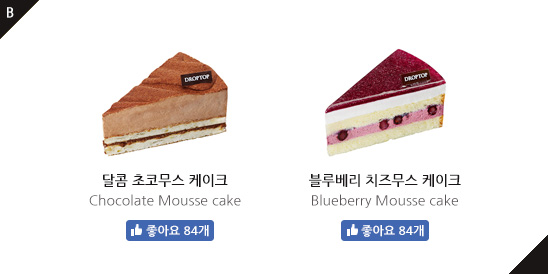 B
DROPTOP
DROPTOP
달콤 초코무스 케이크
Chocolate Mousse cake
좋아요 84개
블루베리 치즈무스 케이크
Blueberry Mousse cake
좋아요 84개